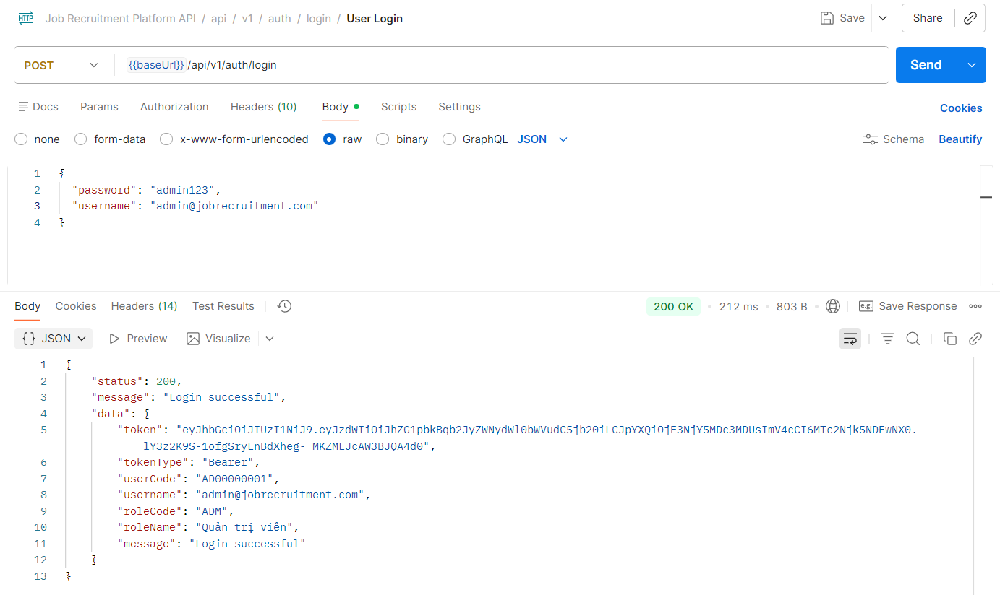 HTTP Job Recruitment Platform API / api / v1 / auth / login / User Login Save Share
POST {{baseUrl}} /api/v1/auth/login Send
Docs Params Authorization Headers (10) Body Scripts Settings Cookies
none form-data x-www-form-urlencoded raw binary GraphQL JSON Schema Beautify
1 {
2 "password": "admin123",
3 "username": "admin@jobrecruitment.com"
4 }
Body Cookies Headers (14) Test Results 200 OK 212 ms 803 B e.g. Save Response
{} JSON Preview Visualize
1 {
2 "status": 200,
3 "message": "Login successful",
4 "data": {
5 "token": "eyJhbGciOiJIUzI1NiJ9.eyJzdWIiOiJhZG1pbkBqb2JyZWNydWl0bWVudC5jb20iLCJpYXQiOjE3NjY5MDc3MDUsImV4cCI6MTc2Njk5NDEwNX0.
lY3z2K9S-1ofgSryLnBdXheg-_MKZMLJcAW3BJQA4d0",
6 "tokenType": "Bearer",
7 "userCode": "AD00000001",
8 "username": "admin@jobrecruitment.com",
9 "roleCode": "ADM",
10 "roleName": "Quản trị viên",
11 "message": "Login successful"
12 }
13 }